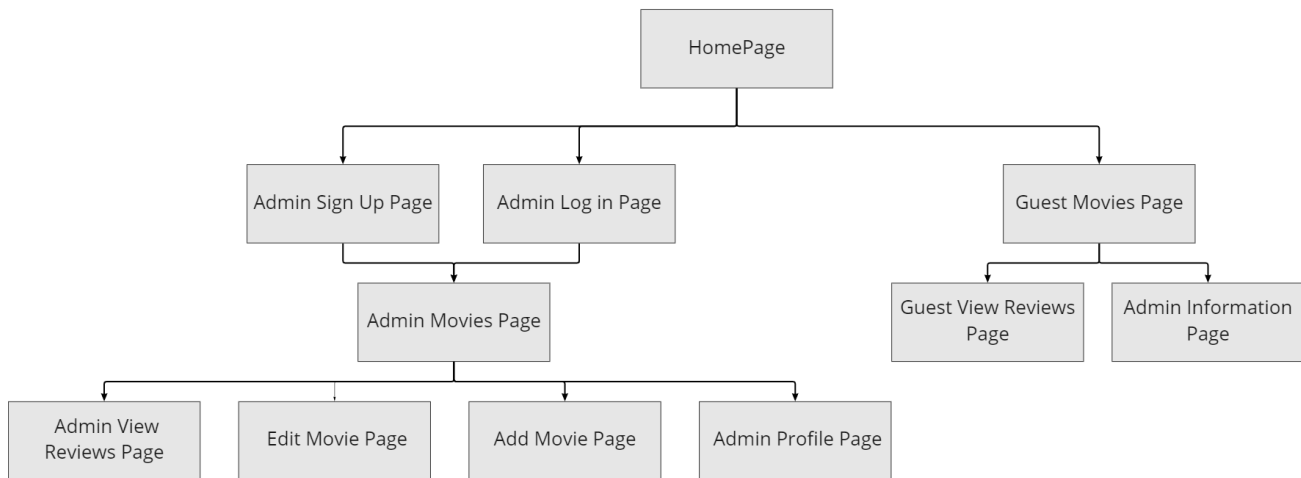 HomePage
Admin Sign Up Page
Admin Log in Page
Guest Movies Page
Admin Movies Page
Guest View Reviews
Page
Admin Information
Page
Admin View
Reviews Page
Edit Movie Page
Add Movie Page
Admin Profile Page